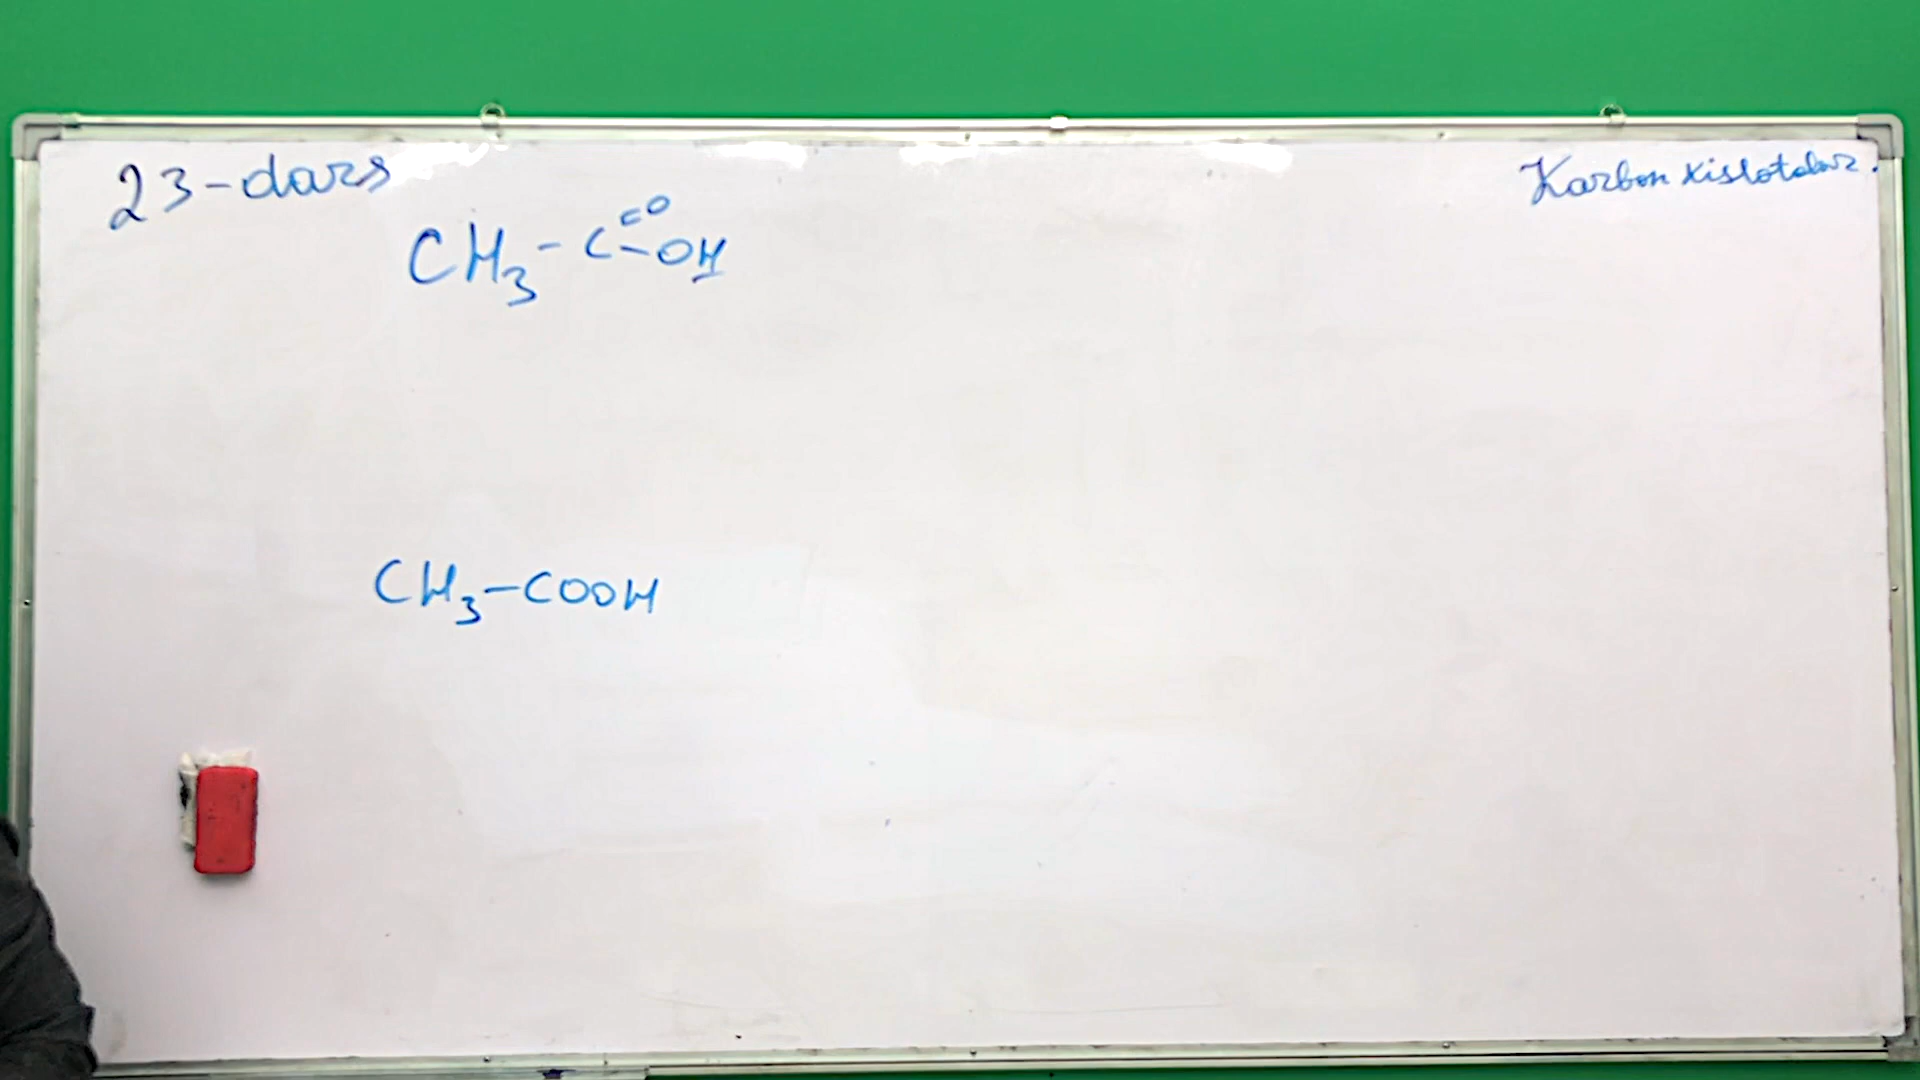 23-dars
Karbon kislotalar.
CH₃-C=O-OH
CH₃-COOH